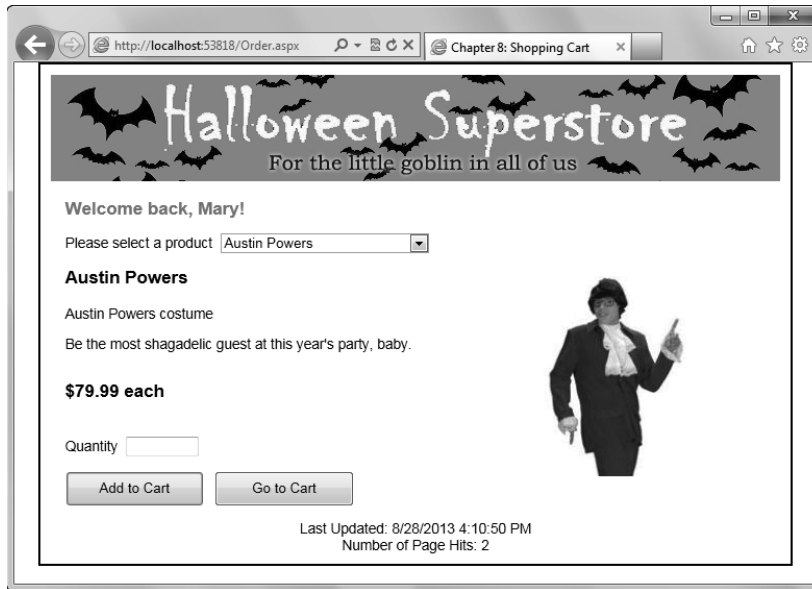 http://localhost:53818/Order.aspx
Chapter 8: Shopping Cart
Halloween Superstore
For the little goblin in all of us
Welcome back, Mary!
Please select a product Austin Powers
Austin Powers
Austin Powers costume
Be the most shagadelic guest at this year's party, baby.
$79.99 each
Quantity
Add to Cart Go to Cart
Last Updated: 8/28/2013 4:10:50 PM
Number of Page Hits: 2